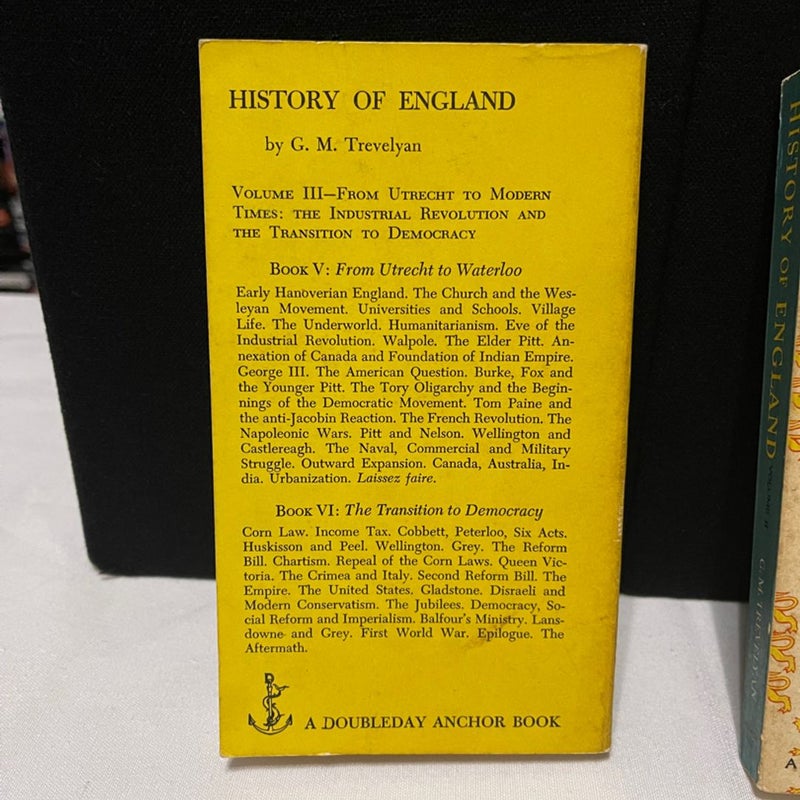 HISTORY OF ENGLAND
by G. M. Trevelyan
VOLUME III—FROM UTRECHT TO MODERN
TIMES: THE INDUSTRIAL REVOLUTION AND
THE TRANSITION TO DEMOCRACY
BOOK V: From Utrecht to Waterloo
Early Hanoverian England. The Church and the Wes-
leyan Movement. Universities and Schools. Village
Life. The Underworld. Humanitarianism. Eve of the
Industrial Revolution. Walpole. The Elder Pitt. An-
nexation of Canada and Foundation of Indian Empire.
George III. The American Question. Burke, Fox and
the Younger Pitt. The Tory Oligarchy and the Begin-
nings of the Democratic Movement. Tom Paine and
the anti-Jacobin Reaction. The French Revolution. The
Napoleonic Wars. Pitt and Nelson. Wellington and
Castlereagh. The Naval, Commercial and Military
Struggle. Outward Expansion. Canada, Australia, In-
dia. Urbanization. Laissez faire.
BOOK VI: The Transition to Democracy
Corn Law. Income Tax. Cobbett, Peterloo, Six Acts.
Huskisson and Peel. Wellington. Grey. The Reform
Bill. Chartism. Repeal of the Corn Laws. Queen Vic-
toria. The Crimea and Italy. Second Reform Bill. The
Empire. The United States. Gladstone. Disraeli and
Modern Conservatism. The Jubilees. Democracy, So-
cial Reform and Imperialism. Balfour's Ministry. Lans-
downe and Grey. First World War. Epilogue. The
Aftermath.
A DOUBLEDAY ANCHOR BOOK
HISTORY OF ENGLAND VOLUME II G. M. TREVELYAN
A